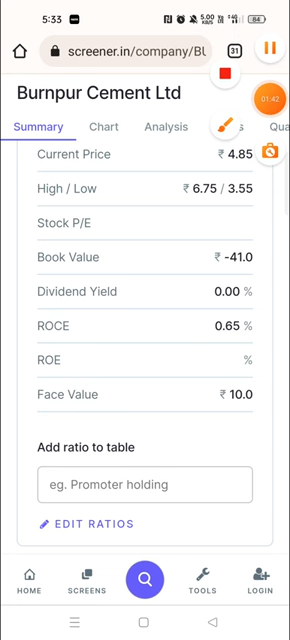 5:33
5.00 KB/S
84
screener.in/company/BU
31
Burnpur Cement Ltd
01:42
Summary Chart Analysis s Qua
Current Price ₹ 4.85
High / Low ₹ 6.75 / 3.55
Stock P/E
Book Value ₹ -41.0
Dividend Yield 0.00 %
ROCE 0.65 %
ROE %
Face Value ₹ 10.0
Add ratio to table
eg. Promoter holding
EDIT RATIOS
HOME SCREENS TOOLS LOGIN